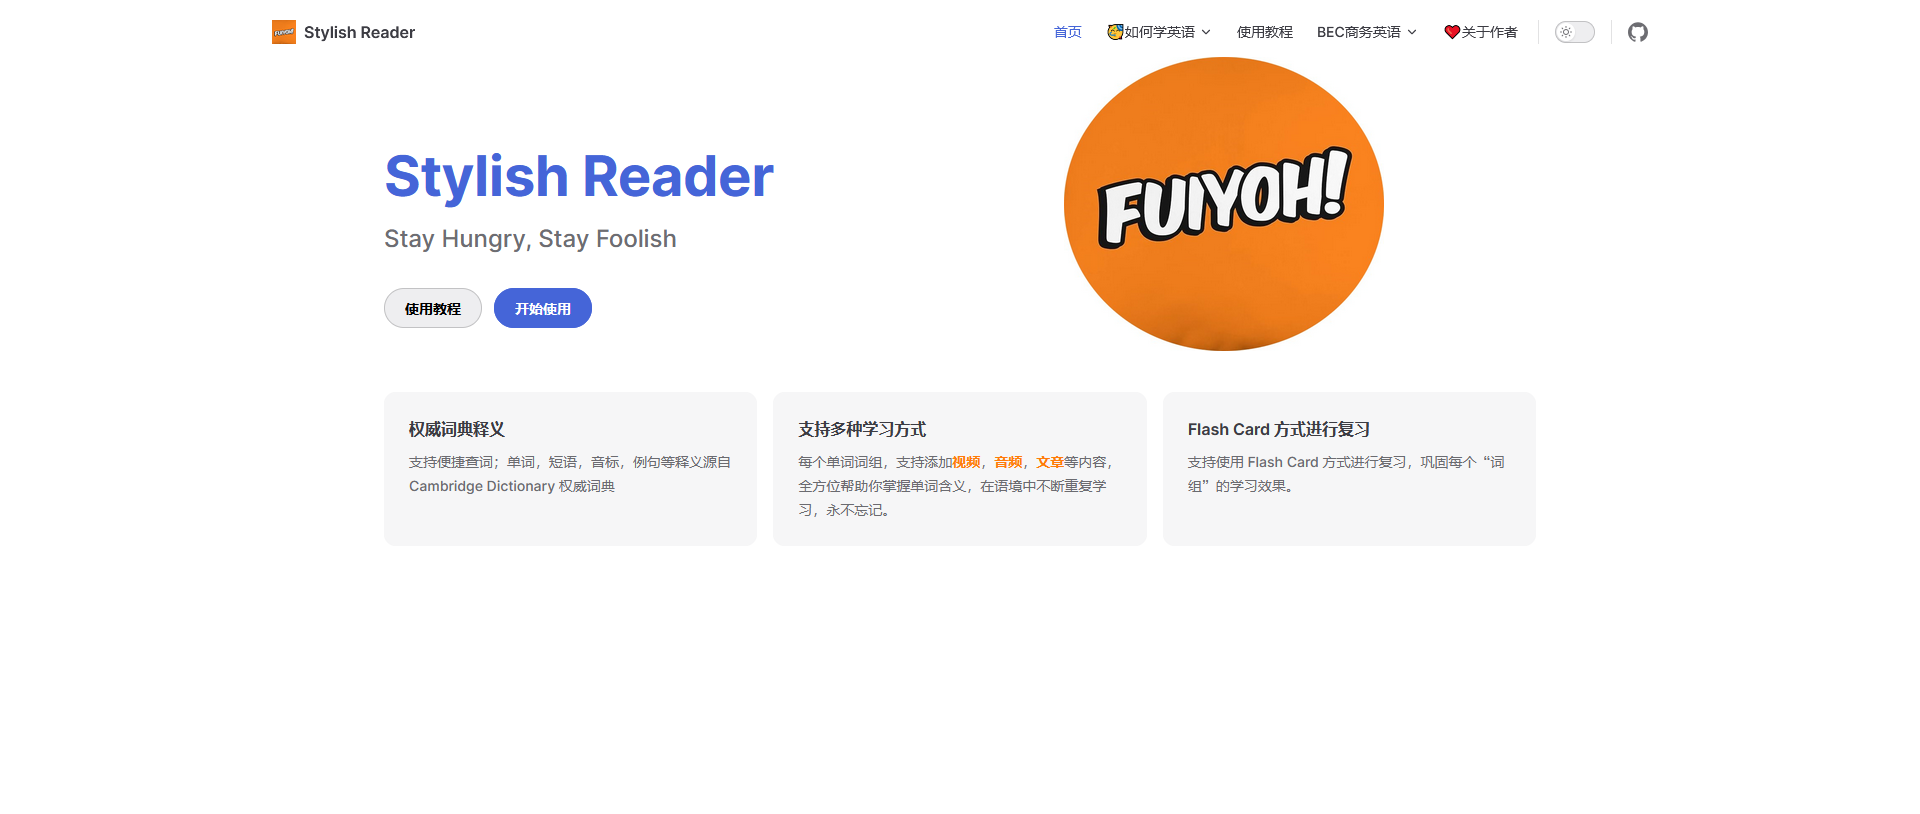 FUIYOH!
Stylish Reader
首页
如何学英语
使用教程
BEC商务英语
关于作者
Stylish Reader
Stay Hungry, Stay Foolish
使用教程
开始使用
FUIYOH!
权威词典释义
支持便捷查词；单词，短语，音标，例句等释义源自
Cambridge Dictionary 权威词典
支持多种学习方式
每个单词词组，支持添加视频，音频，文章等内容，
全方位帮助你掌握单词含义，在语境中不断重复学
习，永不忘记。
Flash Card 方式进行复习
支持使用 Flash Card 方式进行复习，巩固每个“词
组”的学习效果。